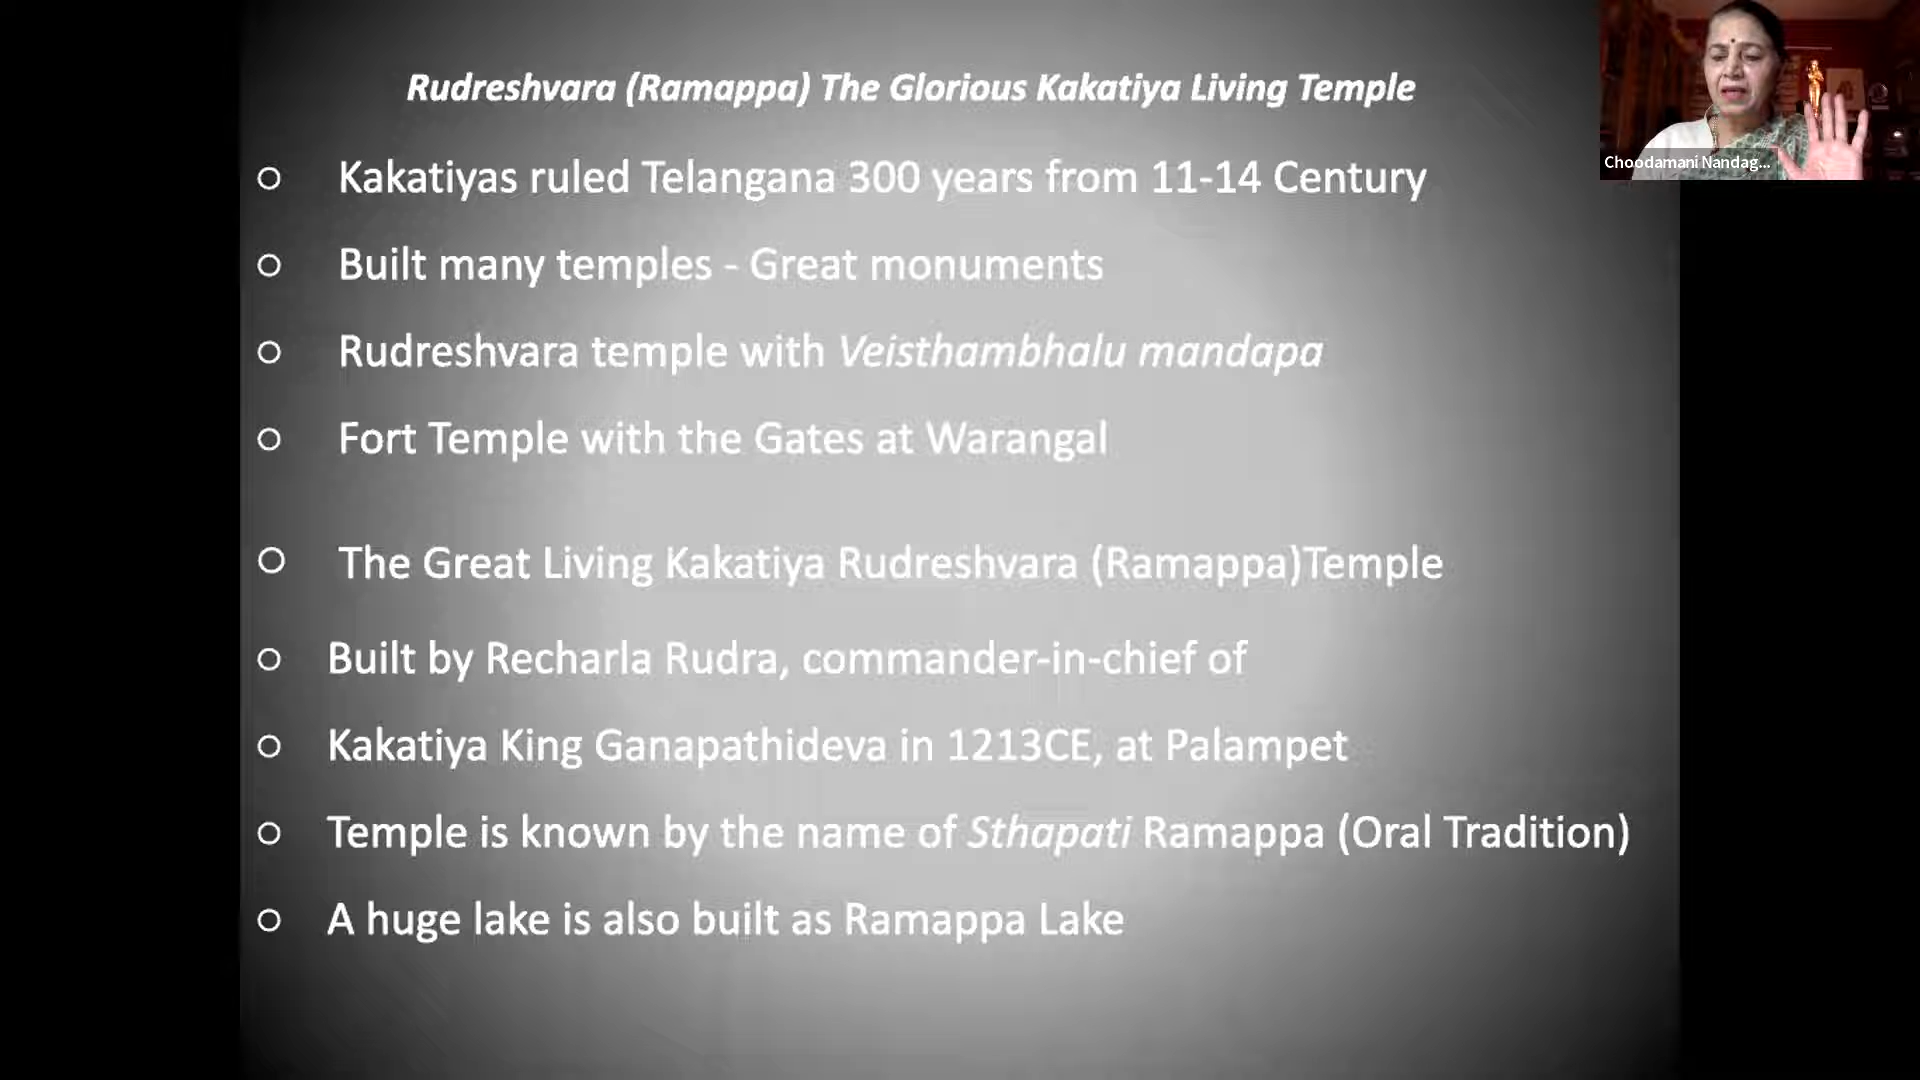 Rudreshvara (Ramappa) The Glorious Kakatiya Living Temple
Kakatiyas ruled Telangana 300 years from 11-14 Century
Built many temples - Great monuments
Rudreshvara temple with Veisthambhalu mandapa
Fort Temple with the Gates at Warangal
The Great Living Kakatiya Rudreshvara (Ramappa)Temple
Built by Recharla Rudra, commander-in-chief of
Kakatiya King Ganapathideva in 1213CE, at Palampet
Temple is known by the name of Sthapati Ramappa (Oral Tradition)
A huge lake is also built as Ramappa Lake
Choodamani Nandag...